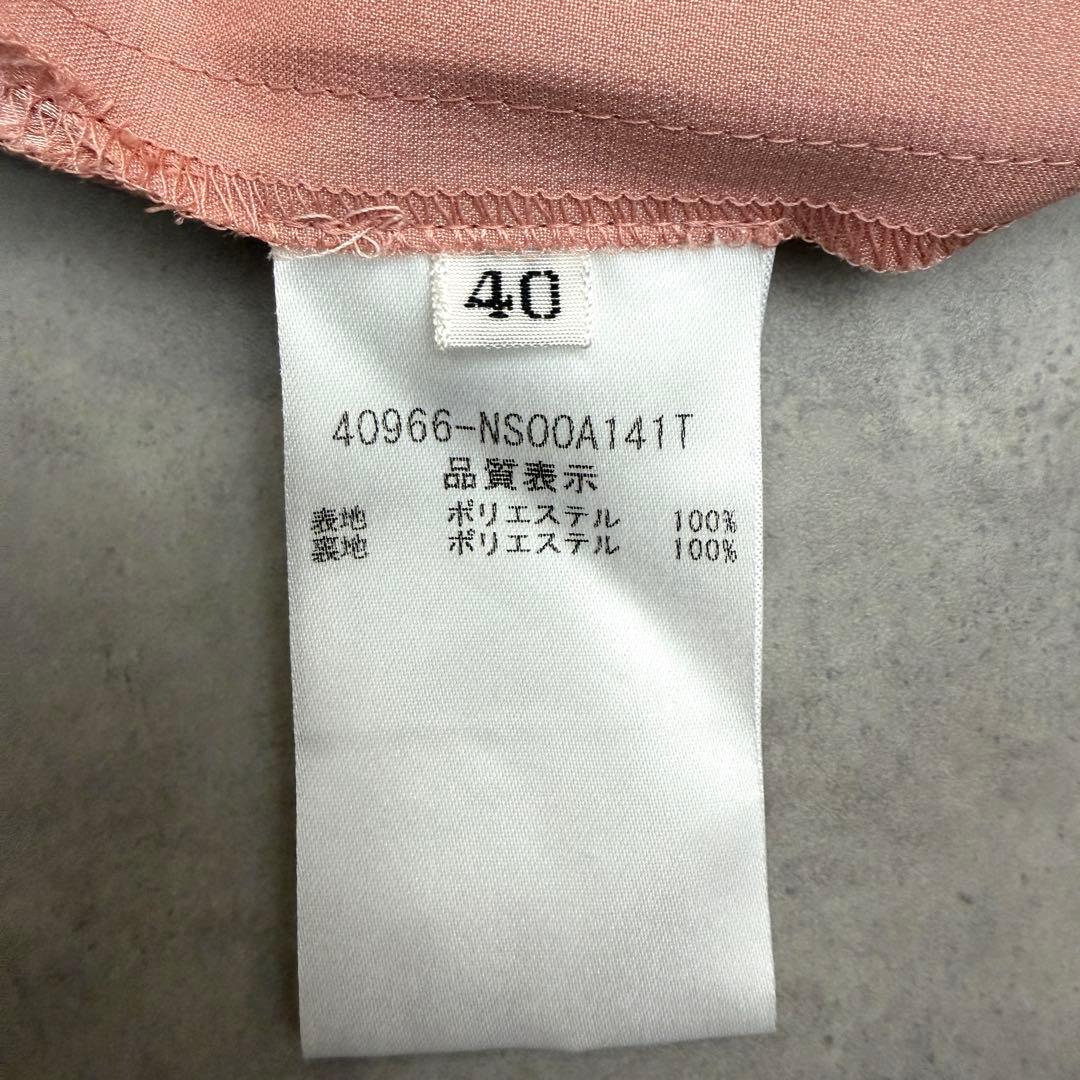 40
40966-NS00A141T
品質表示
表地 ポリエステル 100%
裏地 ポリエステル 100%